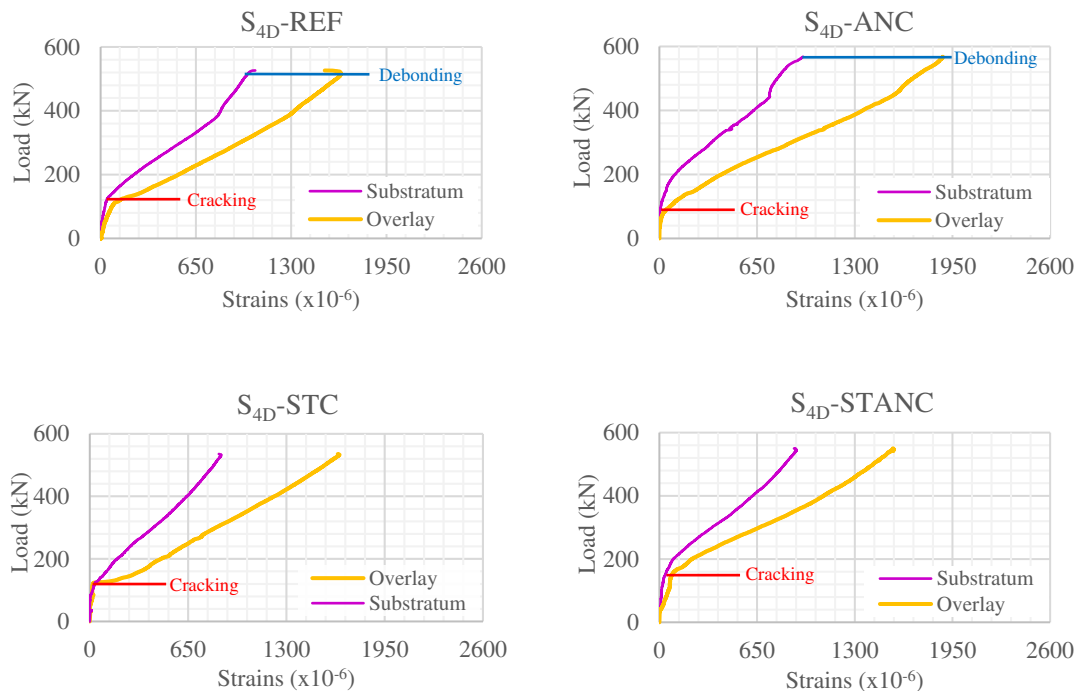 S4D-REF
600
400
200
0
Load (kN)
Debonding
Cracking
Substratum
Overlay
0 650 1300 1950 2600
Strains (x10-6)
S4D-ANC
600
400
200
0
Load (kN)
Debonding
Cracking
Substratum
Overlay
0 650 1300 1950 2600
Strains (x10-6)
S4D-STC
600
400
200
0
Load (kN)
Cracking
Overlay
Substratum
0 650 1300 1950 2600
Strains (x10-6)
S4D-STANC
600
400
200
0
Load (kN)
Cracking
Substratum
Overlay
0 650 1300 1950 2600
Strains (x10-6)